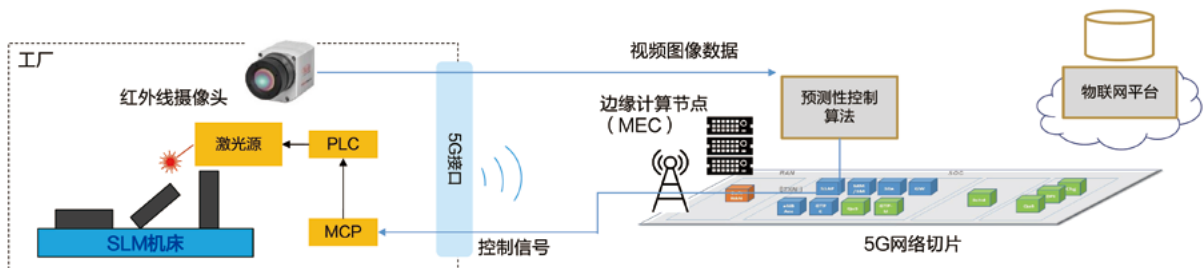 工厂
红外线摄像头
激光源
PLC
MCP
SLM机床
5G接口
视频图像数据
控制信号
边缘计算节点
（MEC）
预测性控制
算法
物联网平台
5G网络切片